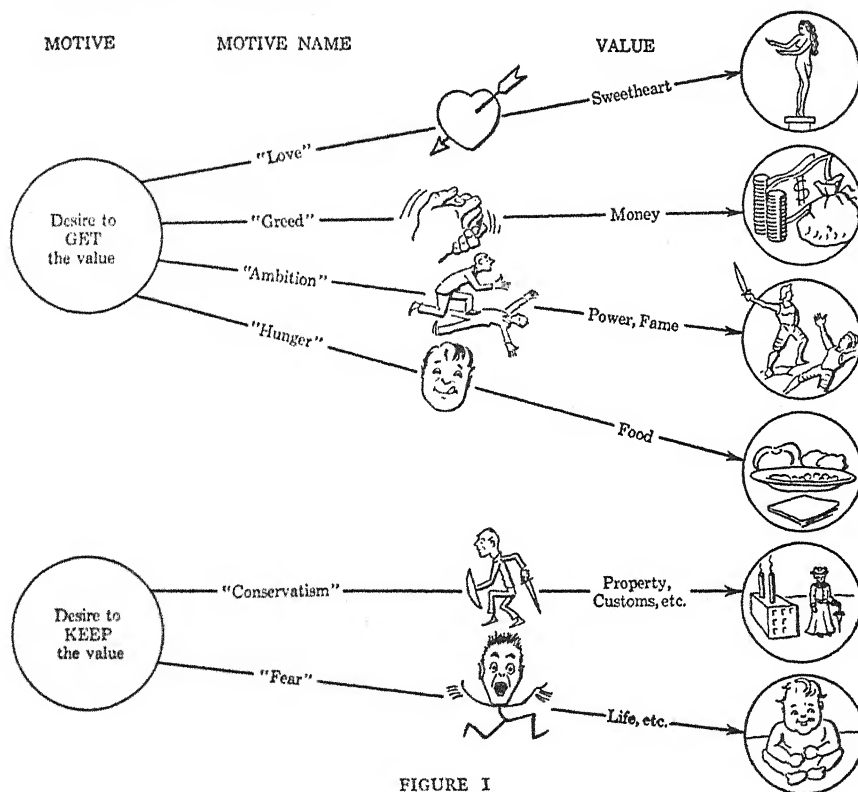 MOTIVE MOTIVE NAME VALUE
Sweetheart
"Love"
Desire to
GET
the value
"Greed"
Money
$
"Ambition"
Power, Fame
"Hunger"
Food
Desire to
KEEP
the value
"Conservatism"
Property,
Customs, etc.
"Fear"
Life, etc.
FIGURE I